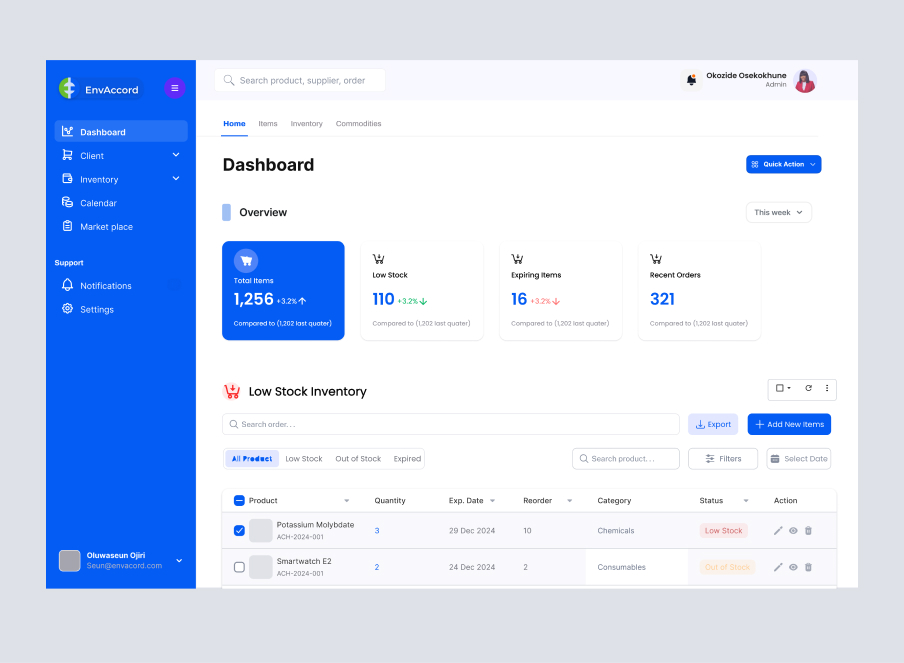 EnvAccord
Search product, supplier, order
Okozide Osekokhune
Admin
Dashboard
Client
Inventory
Calendar
Market place
Support
Notifications
Settings
Oluwaseun Ojiri
Seun@envacord.com
Home Items Inventory Commodities
Dashboard
Quick Action
Overview
This week
Total Items
1,256 +3.2%
Compared to (1,202 last quater)
Low Stock
110 +3.2%
Compared to (1,202 last quater)
Expiring Items
16 +3.2%
Compared to (1,202 last quater)
Recent Orders
321
Compared to (1,202 last quater)
Low Stock Inventory
Search order...
Export
Add New Items
All Product Low Stock Out of Stock Expired
Search product...
Filters
Select Date
Product Quantity Exp. Date Reorder Category Status Action
Potassium Molybdate 3 29 Dec 2024 10 Chemicals Low Stock
ACH-2024-001
Smartwatch E2 2 24 Dec 2024 2 Consumables Out of Stock
ACH-2024-001